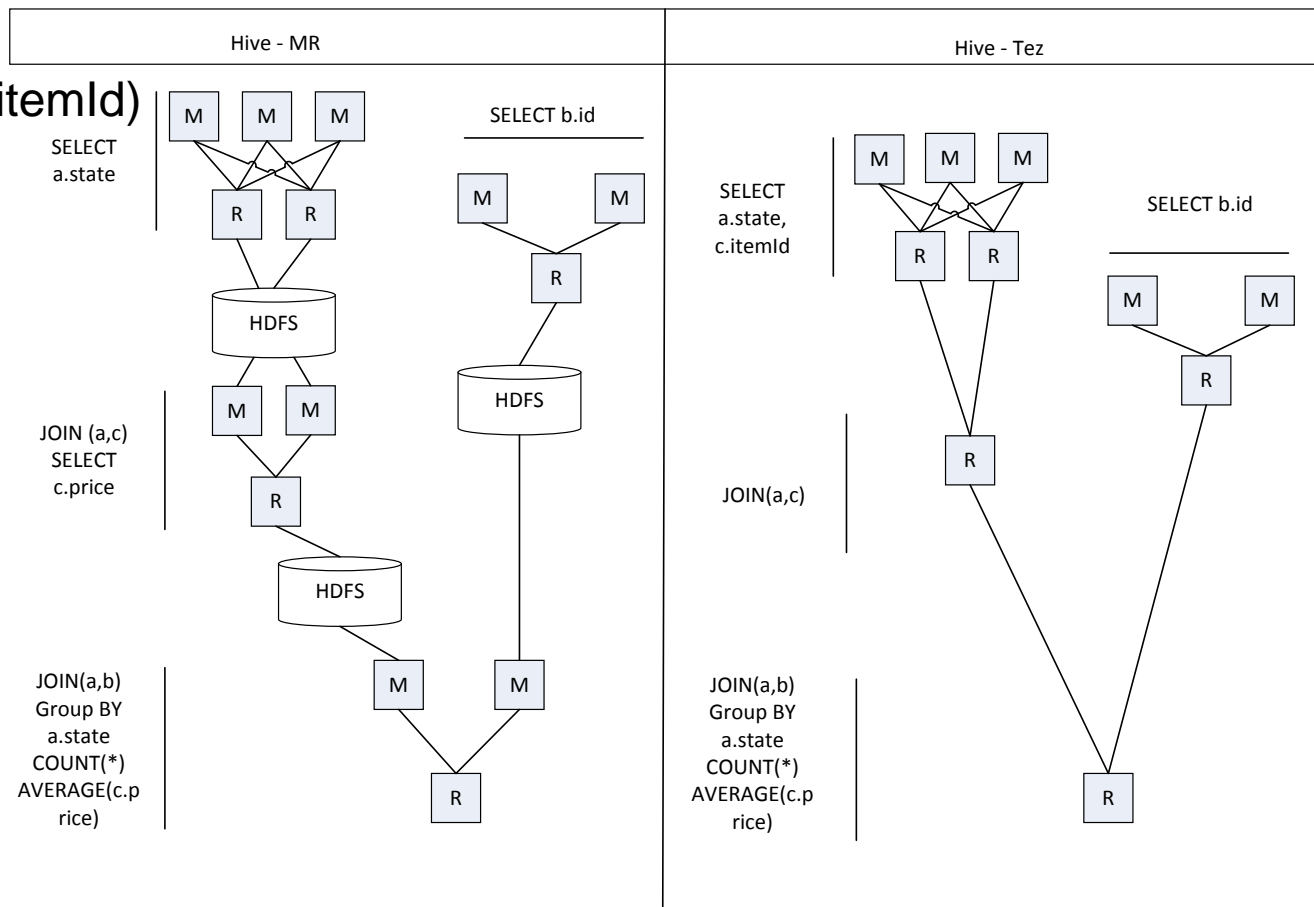 Hive - MR
Hive - Tez
itemId)
SELECT
a.state
M
M
M
R
R
HDFS
SELECT b.id
M
M
R
HDFS
JOIN (a,c)
SELECT
c.price
M
M
R
HDFS
JOIN(a,b)
Group BY
a.state
COUNT(*)
AVERAGE(c.p
rice)
M
M
R
SELECT
a.state,
c.itemId
M
M
M
R
R
SELECT b.id
M
M
R
JOIN(a,c)
R
JOIN(a,b)
Group BY
a.state
COUNT(*)
AVERAGE(c.p
rice)
R